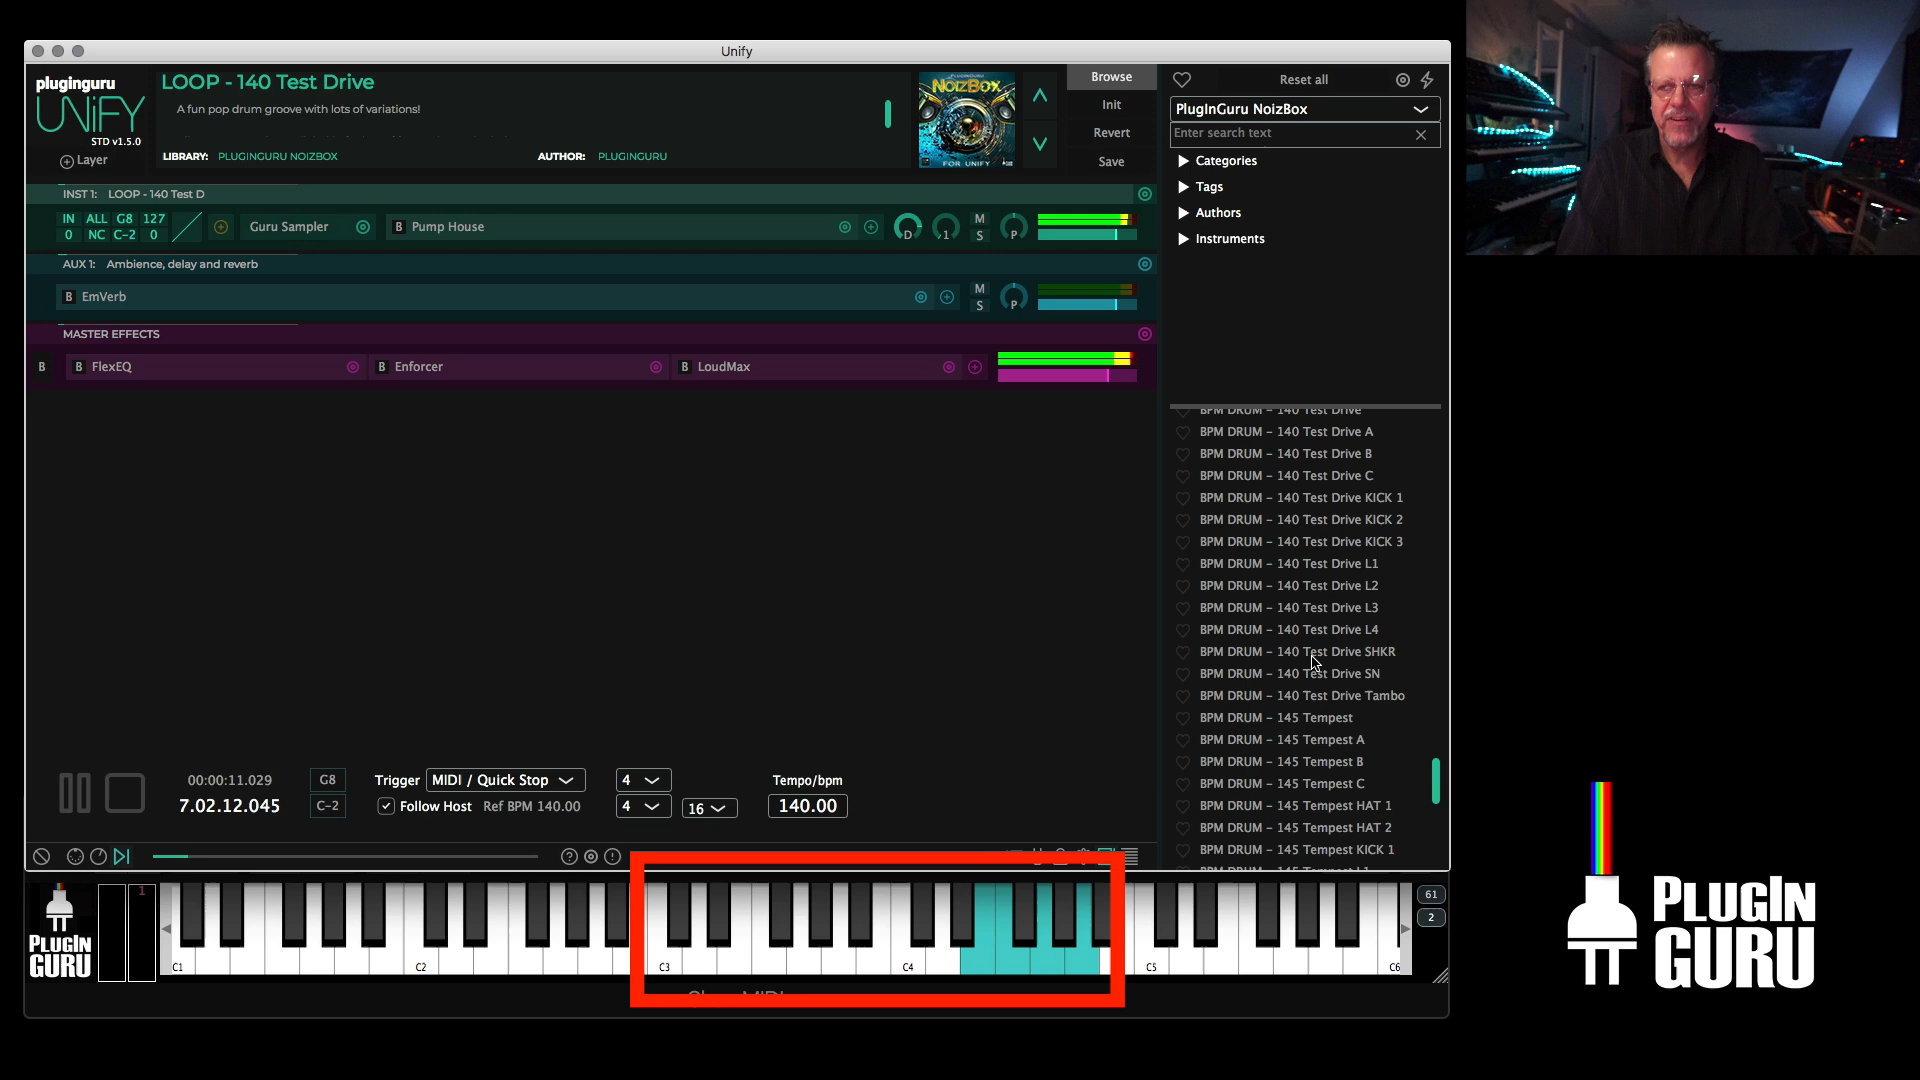 Unify
pluginguru
UNIFY
STD v1.5.0
Layer
LOOP - 140 Test Drive
A fun pop drum groove with lots of variations!
LIBRARY: PLUGINGURU NOIZBOX
AUTHOR: PLUGINGURU
NOIZBOX
FOR UNIFY
Browse
Init
Revert
Save
Reset all
PlugInGuru NoizBox
Enter search text
Categories
Tags
Authors
Instruments
INST 1: LOOP - 140 Test D
IN ALL G8 127
0 NC C-2 0
Guru Sampler
B Pump House
D
1
M
S
P
AUX 1: Ambience, delay and reverb
B EmVerb
M
S
P
MASTER EFFECTS
B
B FlexEQ
B Enforcer
B LoudMax
BPM DRUM - 140 Test Drive
BPM DRUM - 140 Test Drive A
BPM DRUM - 140 Test Drive B
BPM DRUM - 140 Test Drive C
BPM DRUM - 140 Test Drive KICK 1
BPM DRUM - 140 Test Drive KICK 2
BPM DRUM - 140 Test Drive KICK 3
BPM DRUM - 140 Test Drive L1
BPM DRUM - 140 Test Drive L2
BPM DRUM - 140 Test Drive L3
BPM DRUM - 140 Test Drive L4
BPM DRUM - 140 Test Drive SHKR
BPM DRUM - 140 Test Drive SN
BPM DRUM - 140 Test Drive Tambo
BPM DRUM - 145 Tempest
BPM DRUM - 145 Tempest A
BPM DRUM - 145 Tempest B
BPM DRUM - 145 Tempest C
BPM DRUM - 145 Tempest HAT 1
BPM DRUM - 145 Tempest HAT 2
BPM DRUM - 145 Tempest KICK 1
00:00:11.029
7.02.12.045
G8
C-2
Trigger MIDI / Quick Stop
Follow Host Ref BPM 140.00
4
4
16
Tempo/bpm
140.00
PLUGIN
GURU
1
C1
C2
C3
C4
C5
C6
61
2
PLUGIN
GURU